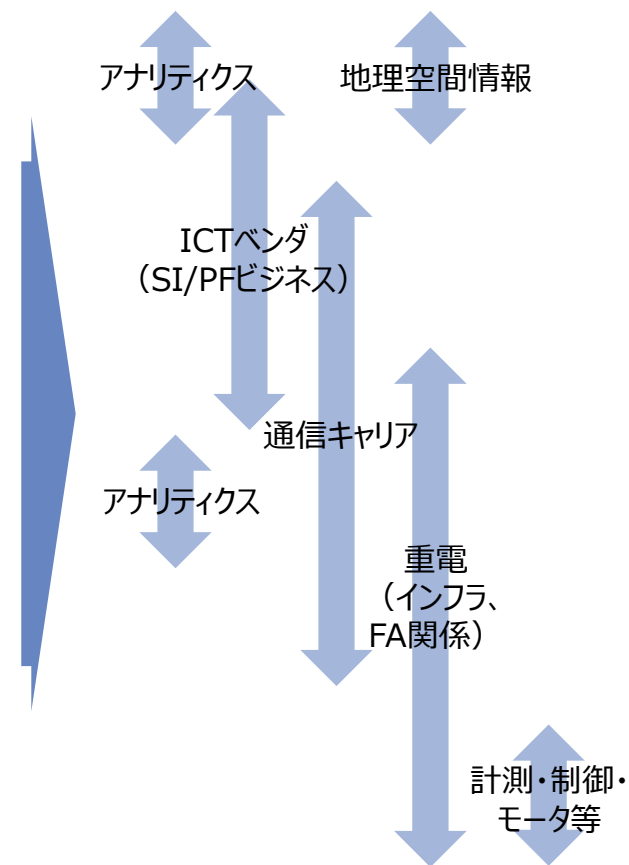 アナリティクス
地理空間情報
ICTベンダ
（SI/PFビジネス）
通信キャリア
アナリティクス
重電
（インフラ、
FA関係）
計測・制御・
モータ等